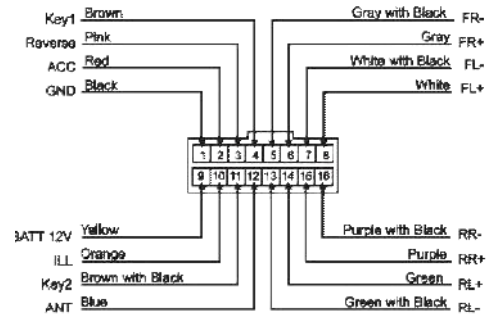 Key1 Brown Gray with Black FR-
Reverse Pink Gray FR+
ACC Red White with Black FL-
GND Black White FL+
1 2 3 4 5 6 7 8
9 10 11 12 13 14 15 16
BATT 12V Yellow Purple with Black RR-
ILL Orange Purple RR+
Key2 Brown with Black Green RL+
ANT Blue Green with Black RL-